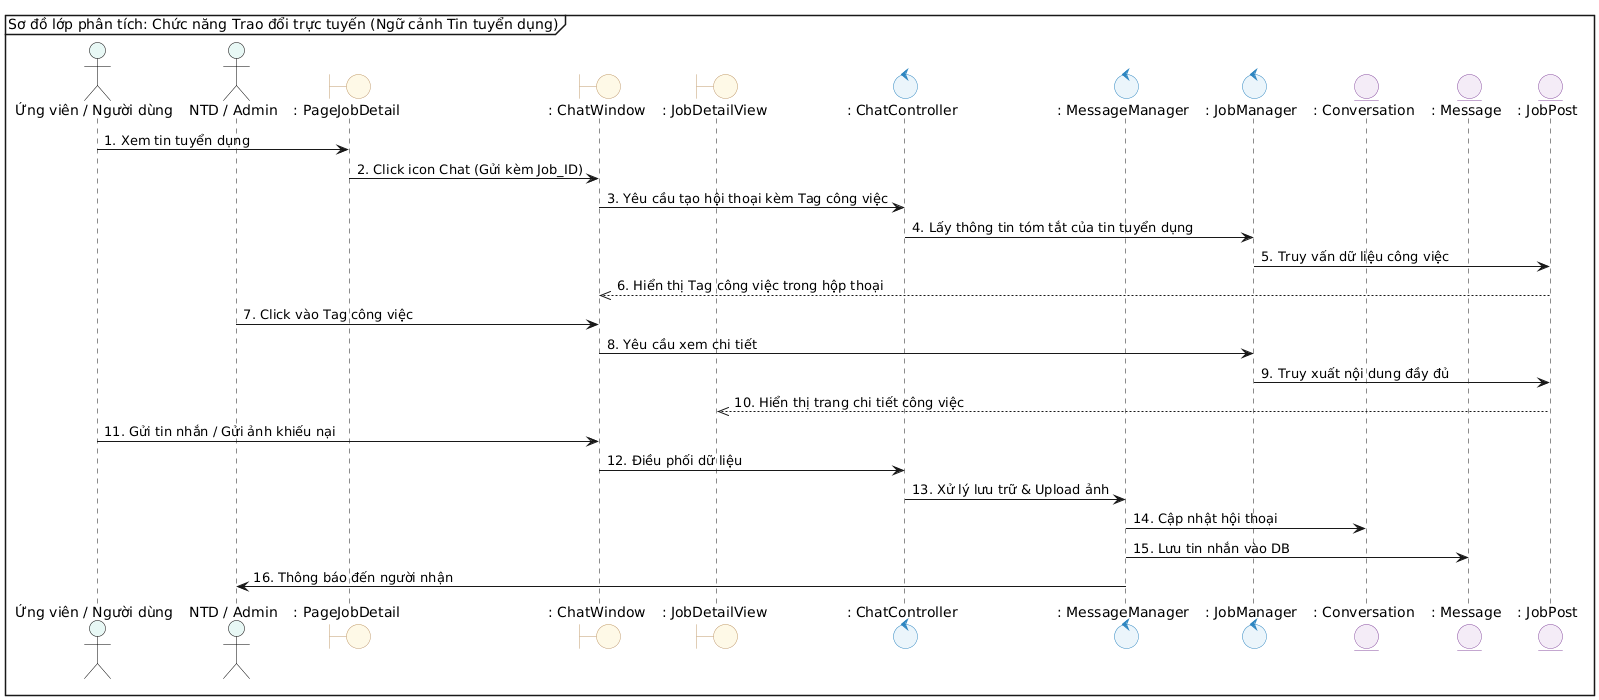 Sơ đồ lớp phân tích: Chức năng Trao đổi trực tuyến (Ngữ cảnh Tin tuyển dụng)
Ứng viên / Người dùng
NTD / Admin
: PageJobDetail
: ChatWindow
: JobDetailView
: ChatController
: MessageManager
: JobManager
: Conversation
: Message
: JobPost
1. Xem tin tuyển dụng
2. Click icon Chat (Gửi kèm Job_ID)
3. Yêu cầu tạo hội thoại kèm Tag công việc
4. Lấy thông tin tóm tắt của tin tuyển dụng
5. Truy vấn dữ liệu công việc
6. Hiển thị Tag công việc trong hộp thoại
7. Click vào Tag công việc
8. Yêu cầu xem chi tiết
9. Truy xuất nội dung đầy đủ
10. Hiển thị trang chi tiết công việc
11. Gửi tin nhắn / Gửi ảnh khiếu nại
12. Điều phối dữ liệu
13. Xử lý lưu trữ & Upload ảnh
14. Cập nhật hội thoại
15. Lưu tin nhắn vào DB
16. Thông báo đến người nhận
Ứng viên / Người dùng
NTD / Admin
: PageJobDetail
: ChatWindow
: JobDetailView
: ChatController
: MessageManager
: JobManager
: Conversation
: Message
: JobPost